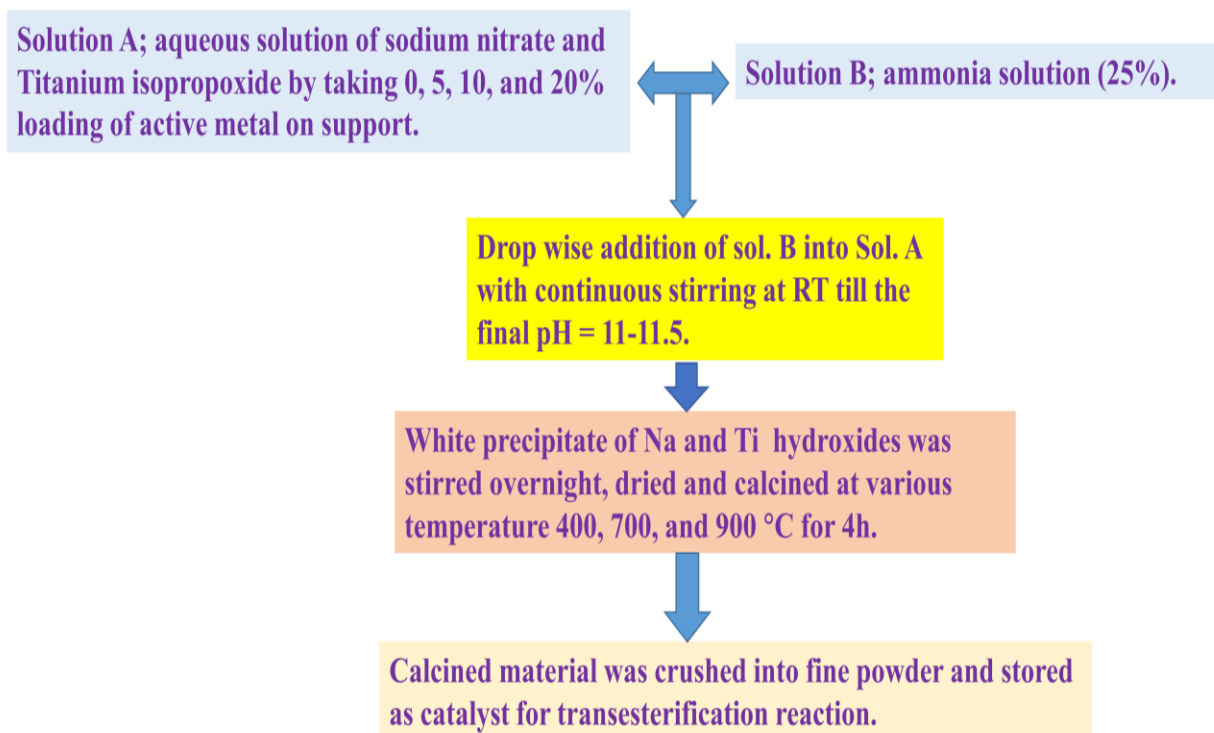 Solution A; aqueous solution of sodium nitrate and
Titanium isopropoxide by taking 0, 5, 10, and 20%
loading of active metal on support.
Solution B; ammonia solution (25%).
Drop wise addition of sol. B into Sol. A
with continuous stirring at RT till the
final pH = 11-11.5.
White precipitate of Na and Ti hydroxides was
stirred overnight, dried and calcined at various
temperature 400, 700, and 900 °C for 4h.
Calcined material was crushed into fine powder and stored
as catalyst for transesterification reaction.